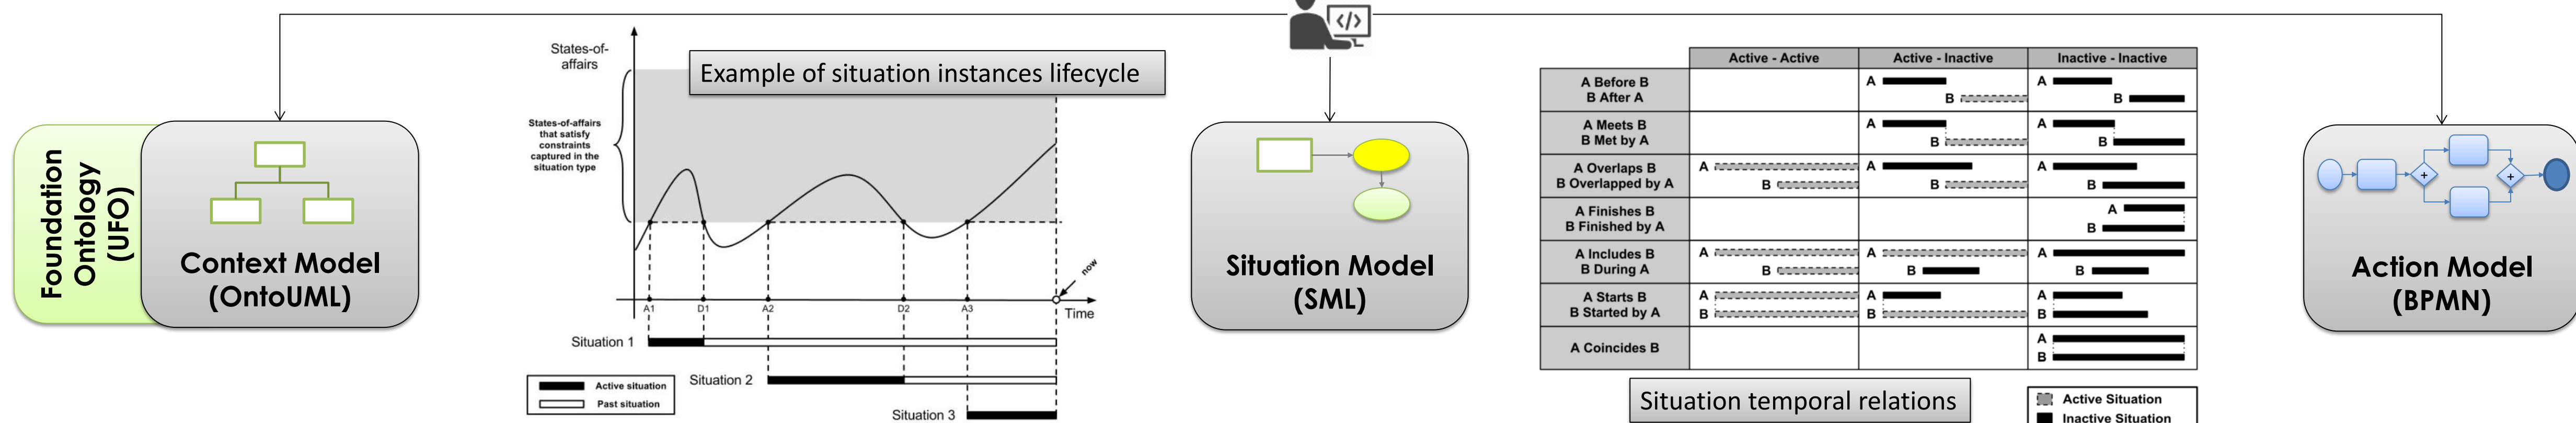 </>
Foundation
Ontology
(UFO)
Context Model
(OntoUML)
States-of-
affairs
Example of situation instances lifecycle
States-of-affairs
that satisfy
constraints
captured in the
situation type
now
A1
D1
A2
D2
A3
Time
Situation 1
Situation 2
Situation 3
Active situation
Past situation
Situation Model
(SML)
Active - Active
Active - Inactive
Inactive - Inactive
A Before B
B After A
A
B
A
B
A Meets B
B Met by A
A
B
A
B
A Overlaps B
B Overlapped by A
A
B
A
B
A
B
A Finishes B
B Finished by A
A
B
A Includes B
B During A
A
B
A
B
A
B
A Starts B
B Started by A
A
B
A
B
A
B
A Coincides B
A
B
Situation temporal relations
Active Situation
Inactive Situation
+
+
Action Model
(BPMN)